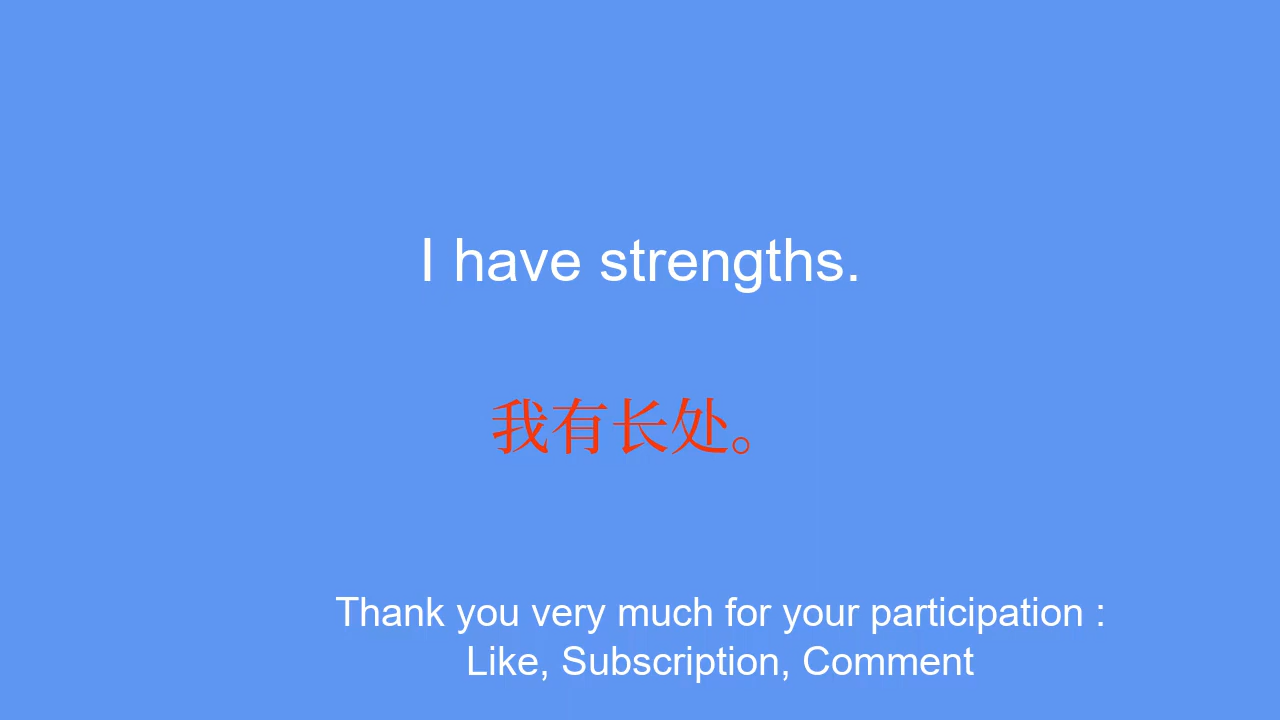 I have strengths.
我有长处。
Thank you very much for your participation :
Like, Subscription, Comment